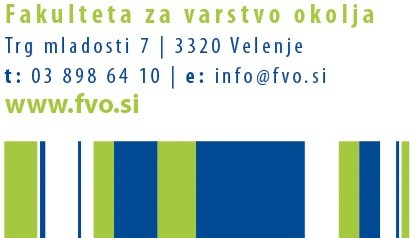 Fakulteta za varstvo okolja
Trg mladosti 7 | 3320 Velenje
t: 03 898 64 10 | e: info@fvo.si
www.fvo.si